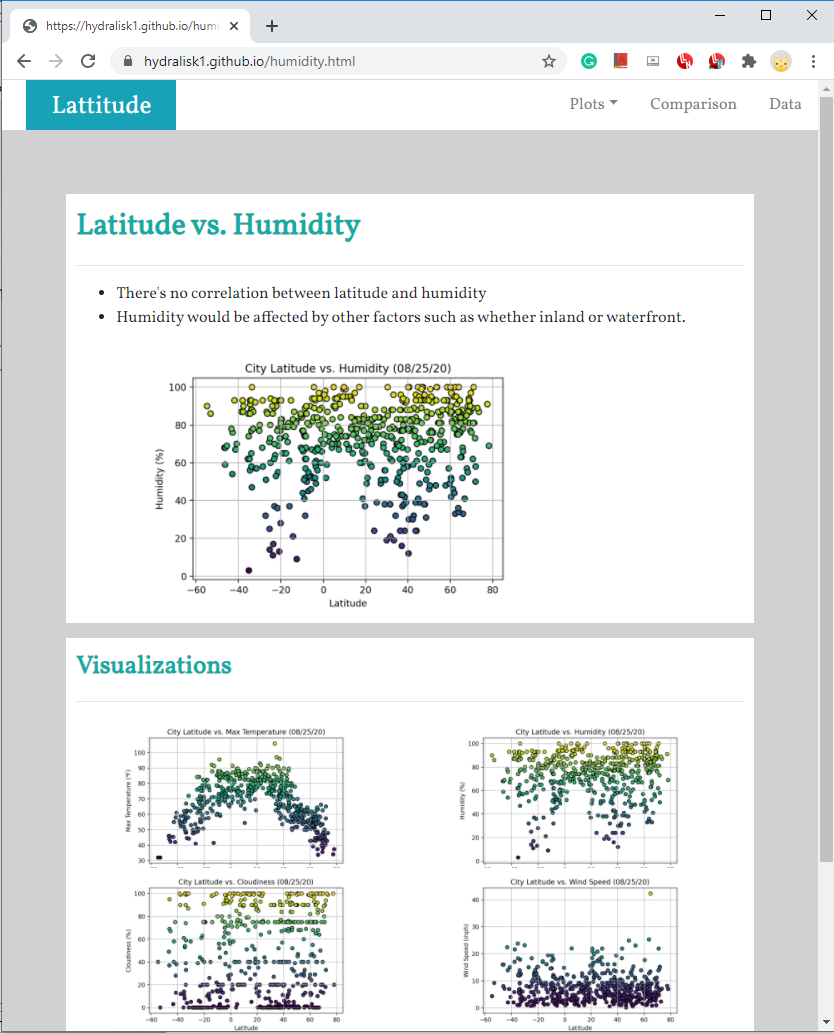 https://hydralisk1.github.io/humi
hydralisk1.github.io/humidity.html
Lattitude
Plots Comparison Data
Latitude vs. Humidity
There's no correlation between latitude and humidity
Humidity would be affected by other factors such as whether inland or waterfront.
City Latitude vs. Humidity (08/25/20)
100
80
60
40
20
0
Humidity (%)
−60 −40 −20 0 20 40 60 80
Latitude
Visualizations
City Latitude vs. Max Temperature (08/25/20)
100
90
80
70
60
50
40
30
Max Temperature (°F)
City Latitude vs. Humidity (08/25/20)
100
80
60
40
20
0
Humidity (%)
City Latitude vs. Cloudiness (08/25/20)
100
80
60
40
20
0
Cloudiness (%)
−60 −40 −20 0 20 40 60 80
Latitude
City Latitude vs. Wind Speed (08/25/20)
40
30
20
10
0
Wind Speed (mph)
−60 −40 −20 0 20 40 60 80
Latitude